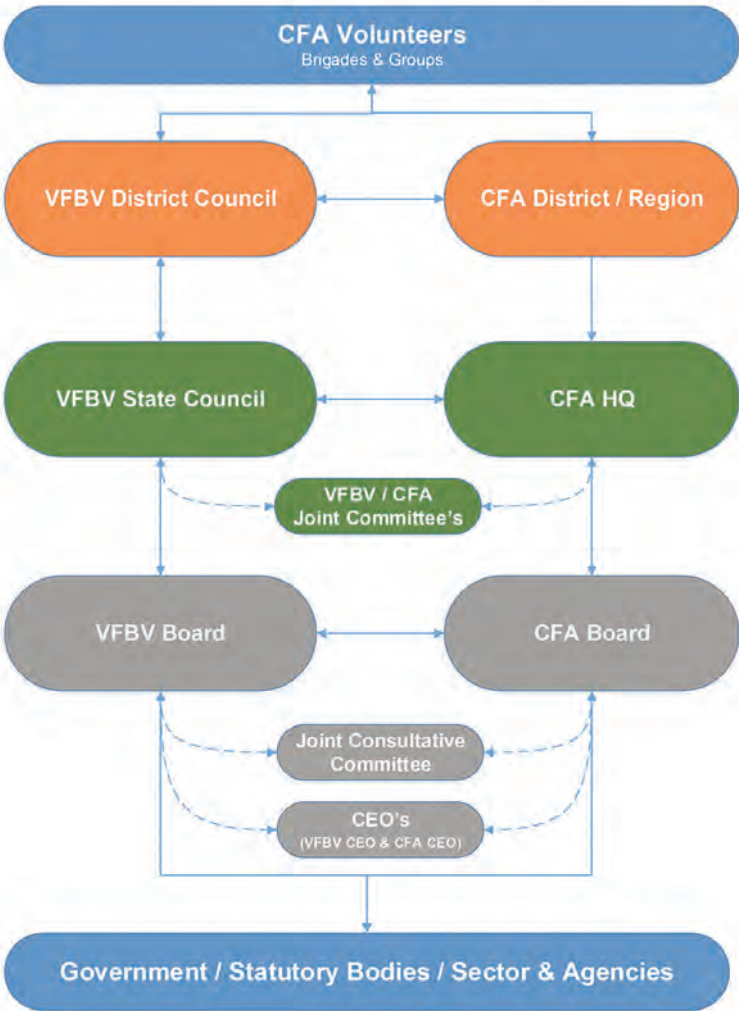 CFA Volunteers
Brigades & Groups
VFBV District Council
CFA District / Region
VFBV State Council
CFA HQ
VFBV / CFA
Joint Committee's
VFBV Board
CFA Board
Joint Consultative
Committee
CEO's
(VFBV CEO & CFA CEO)
Government / Statutory Bodies / Sector & Agencies